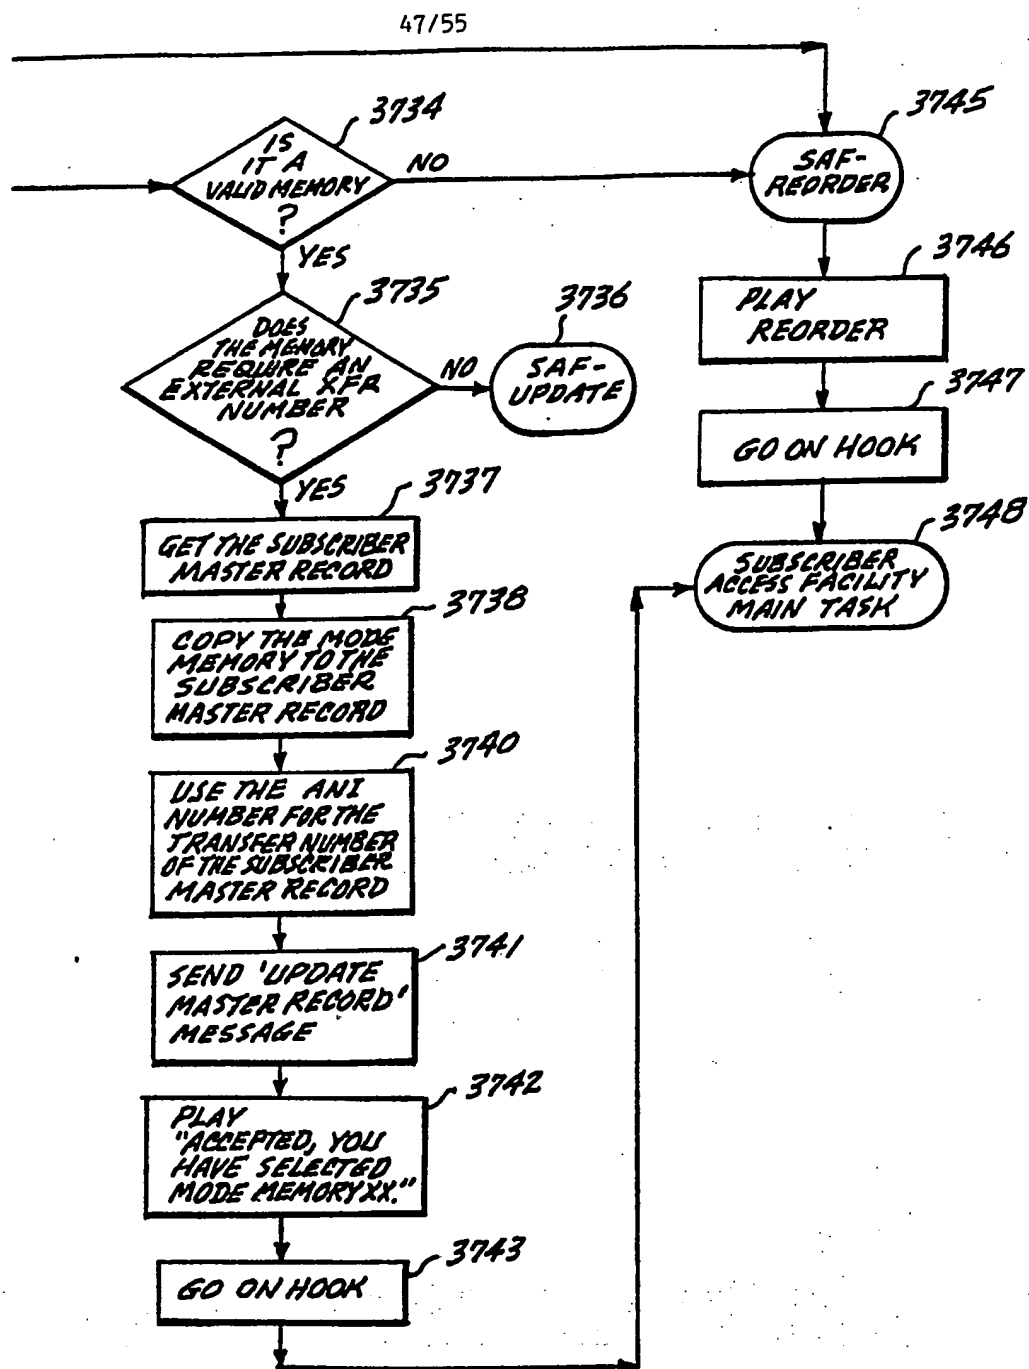 47/55
3734
IS
IT A
VALID MEMORY
?
NO
YES
3745
SAF-
REORDER
3746
PLAY
REORDER
3747
GO ON HOOK
3748
SUBSCRIBER
ACCESS FACILITY
MAIN TASK
3735
DOES
THE MEMORY
REQUIRE AN
EXTERNAL XFR
NUMBER
?
NO
YES
3736
SAF-
UPDATE
3737
GET THE SUBSCRIBER
MASTER RECORD
3738
COPY THE MODE
MEMORY TO THE
SUBSCRIBER
MASTER RECORD
3740
USE THE ANI
NUMBER FOR THE
TRANSFER NUMBER
OF THE SUBSCRIBER
MASTER RECORD
3741
SEND 'UPDATE
MASTER RECORD'
MESSAGE
3742
PLAY
"ACCEPTED, YOU
HAVE SELECTED
MODE MEMORY XX."
3743
GO ON HOOK